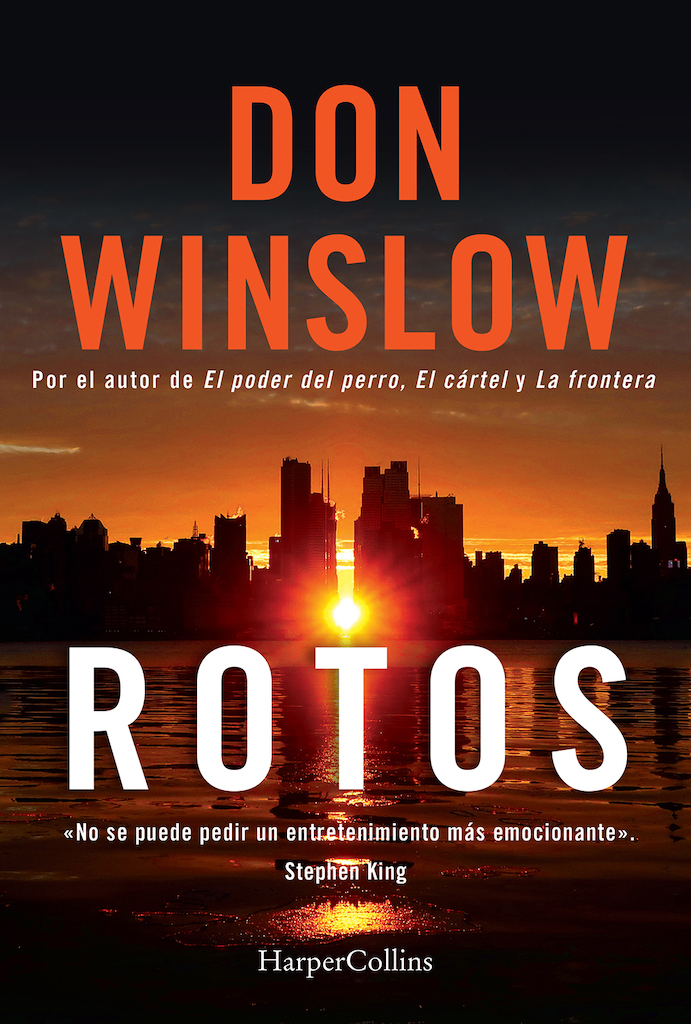 DON
WINSLOW
Por el autor de El poder del perro, El cártel y La frontera
ROTOS
«No se puede pedir un entretenimiento más emocionante».
Stephen King
HarperCollins